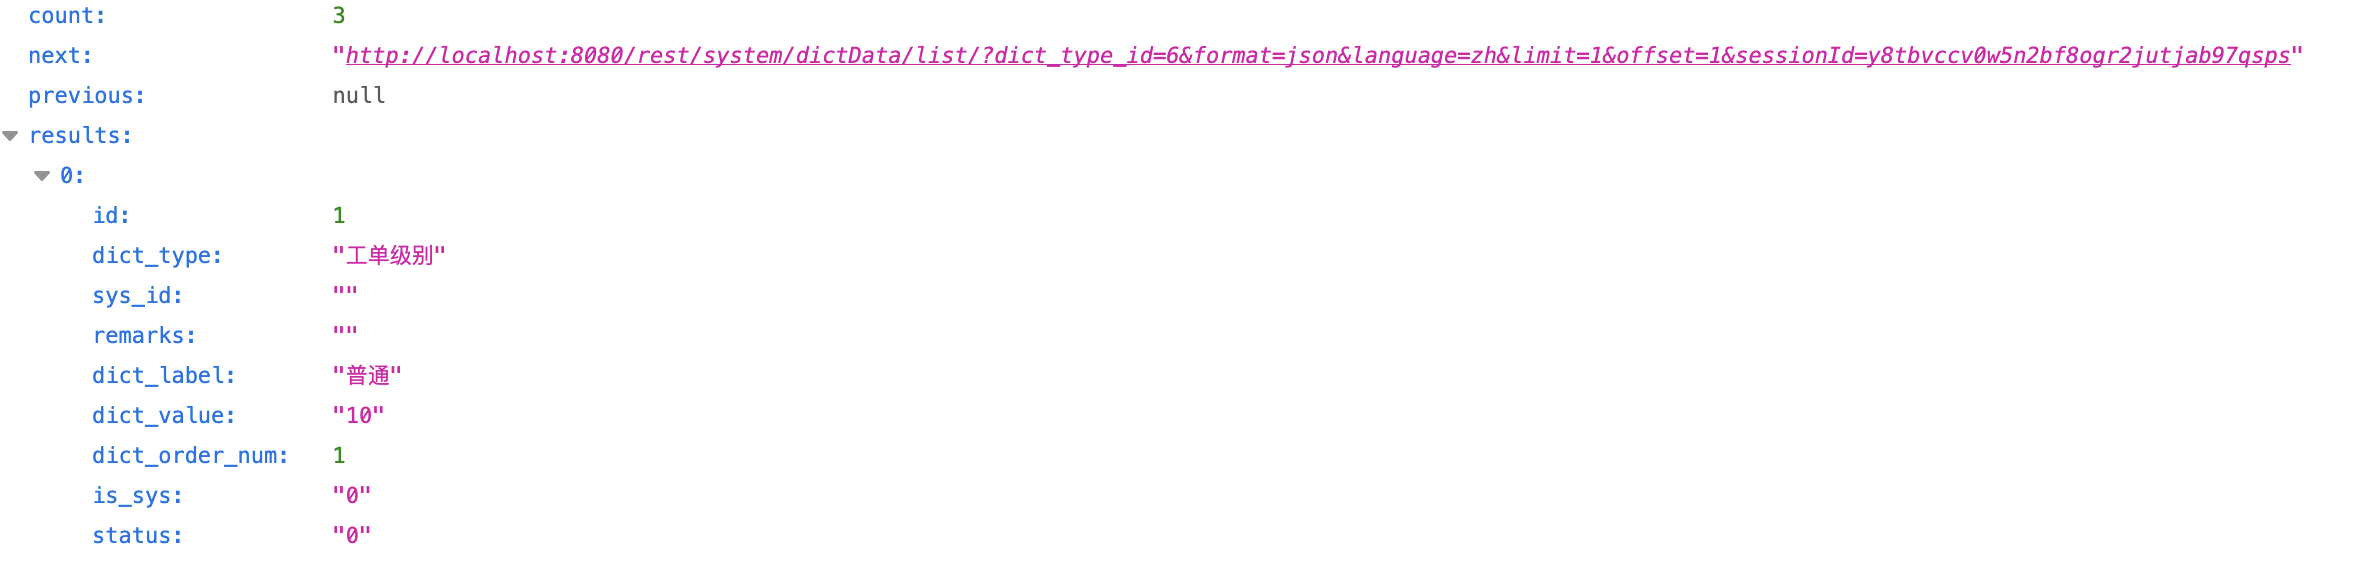 count: 3
next: "http://localhost:8080/rest/system/dictData/list/?dict_type_id=6&format=json&language=zh&limit=1&offset=1&sessionId=y8tbvccv0w5n2bf8ogr2jutjab97qsps"
previous: null
results:
0:
id: 1
dict_type: "工单级别"
sys_id: ""
remarks: ""
dict_label: "普通"
dict_value: "10"
dict_order_num: 1
is_sys: "0"
status: "0"